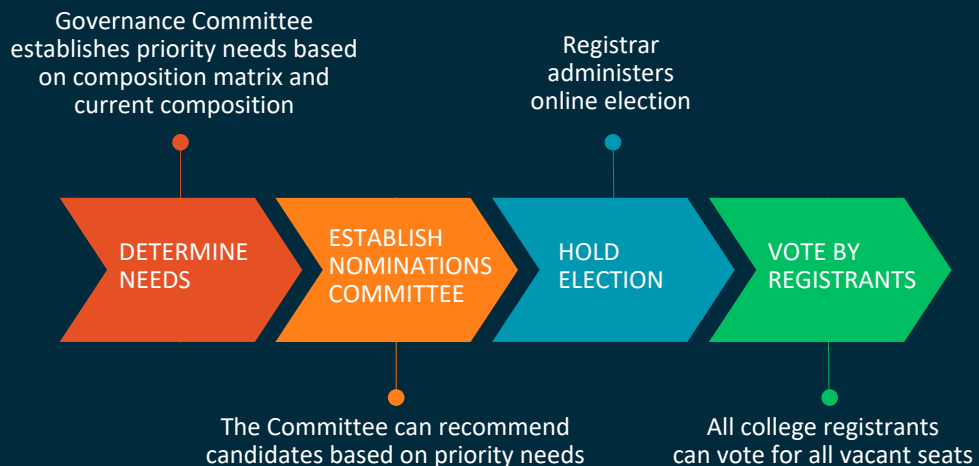 Governance Committee
establishes priority needs based
on composition matrix and
current composition
Registrar
administers
online election
DETERMINE
NEEDS
ESTABLISH
NOMINATIONS
COMMITTEE
HOLD
ELECTION
VOTE BY
REGISTRANTS
The Committee can recommend
candidates based on priority needs
All college registrants
can vote for all vacant seats